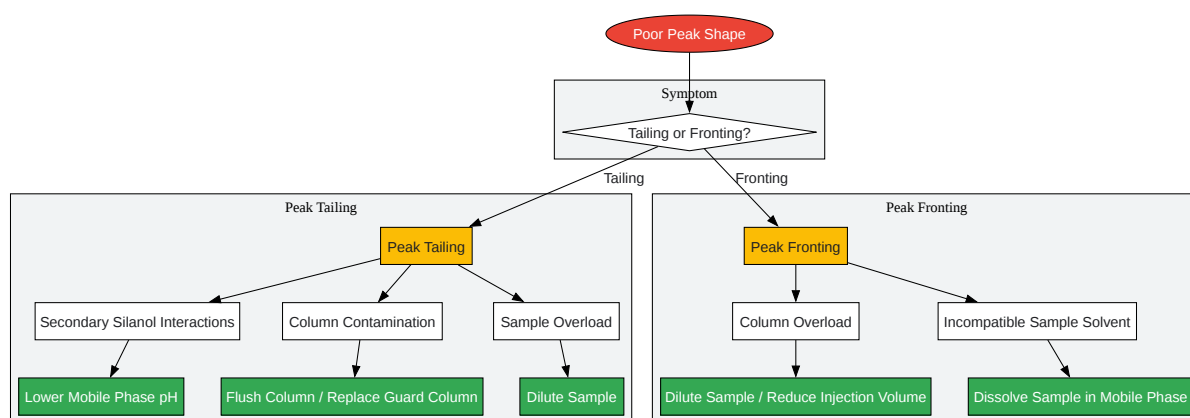 Poor Peak Shape
Symptom
Tailing or Fronting?
Tailing
Fronting
Peak Tailing
Peak Fronting
Peak Tailing
Peak Fronting
Secondary Silanol Interactions
Column Contamination
Sample Overload
Column Overload
Incompatible Sample Solvent
Lower Mobile Phase pH
Flush Column / Replace Guard Column
Dilute Sample
Dilute Sample / Reduce Injection Volume
Dissolve Sample in Mobile Phase